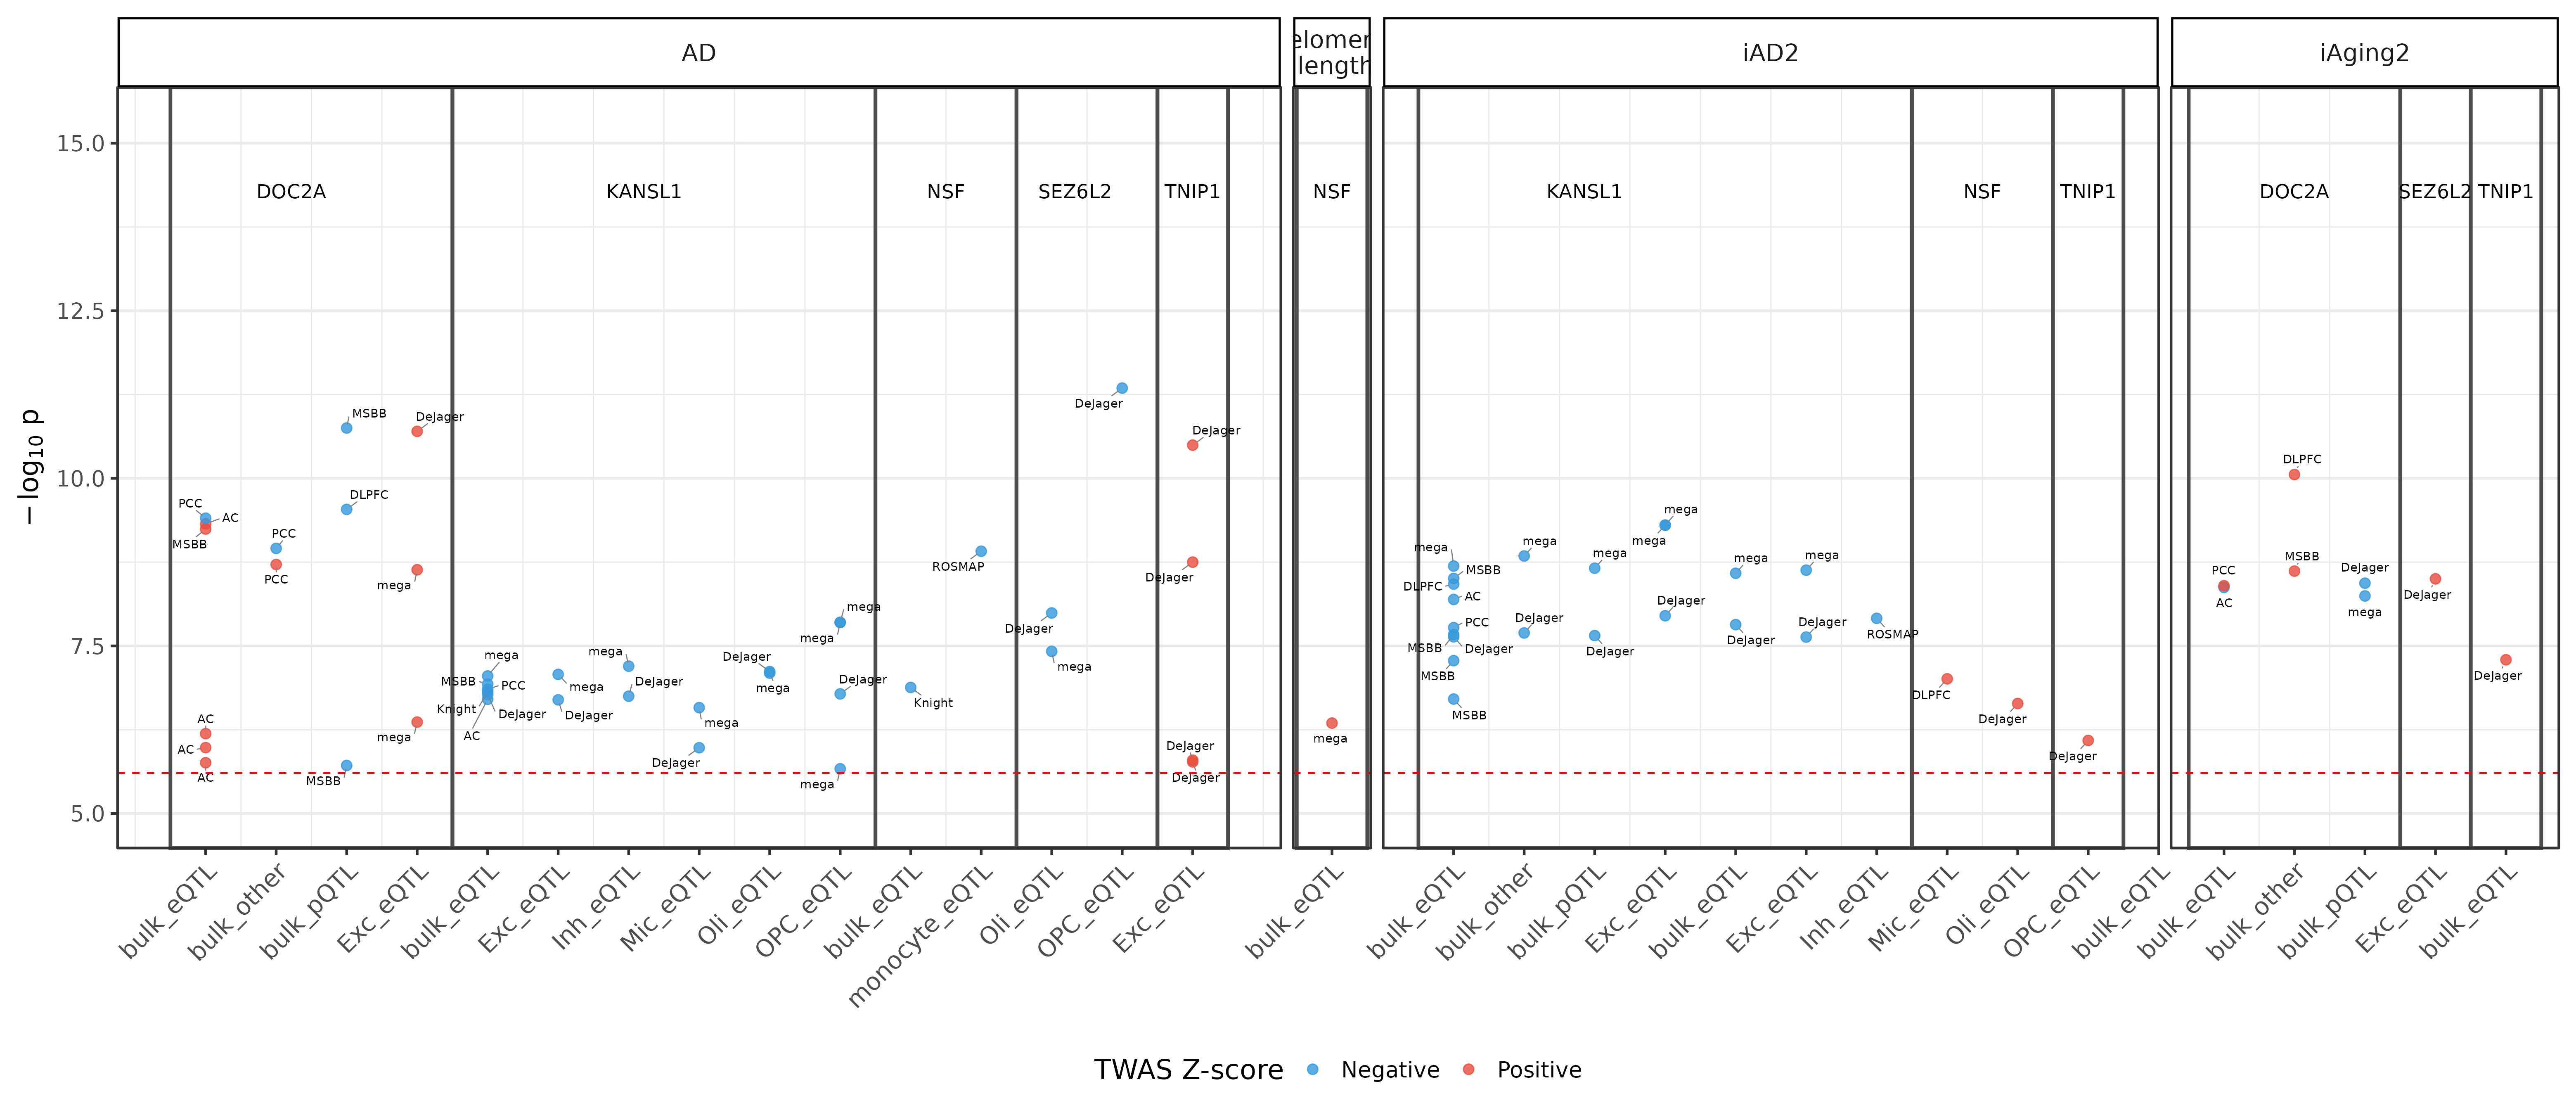 AD
elomer
length
iAD2
iAging2
DOC2A
KANSL1
NSF
SEZ6L2
TNIP1
NSF
KANSL1
NSF
TNIP1
DOC2A
SEZ6L2
TNIP1
− log10 p
15.0
12.5
10.0
7.5
5.0
PCC
AC
MSBB
AC
AC
AC
PCC
PCC
MSBB
DLPFC
MSBB
DeJager
mega
mega
mega
MSBB
PCC
Knight
DeJager
AC
mega
DeJager
mega
DeJager
mega
DeJager
DeJager
mega
mega
mega
DeJager
mega
Knight
ROSMAP
DeJager
mega
DeJager
DeJager
DeJager
DeJager
DeJager
mega
mega
MSBB
DLPFC
AC
PCC
MSBB
DeJager
MSBB
MSBB
mega
DeJager
mega
DeJager
mega
mega
DeJager
mega
DeJager
mega
DeJager
ROSMAP
DLPFC
DeJager
DeJager
PCC
AC
DLPFC
MSBB
DeJager
mega
DeJager
DeJager
bulk_eQTL
bulk_other
bulk_pQTL
Exc_eQTL
bulk_eQTL
Exc_eQTL
Inh_eQTL
Mic_eQTL
Oli_eQTL
OPC_eQTL
bulk_eQTL
monocyte_eQTL
Oli_eQTL
OPC_eQTL
Exc_eQTL
bulk_eQTL
bulk_eQTL
bulk_other
bulk_pQTL
Exc_eQTL
bulk_eQTL
Exc_eQTL
Inh_eQTL
Mic_eQTL
Oli_eQTL
OPC_eQTL
bulk_eQTL
bulk_eQTL
bulk_other
bulk_pQTL
Exc_eQTL
bulk_eQTL
TWAS Z-score Negative Positive